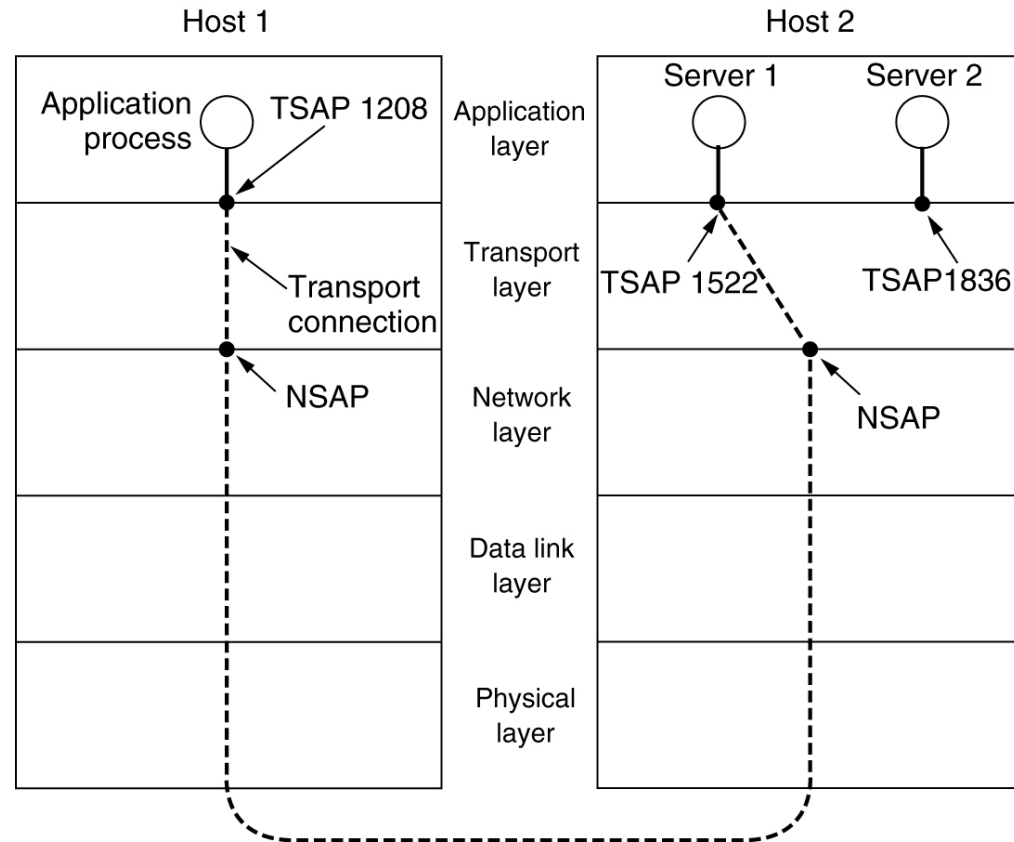 Host 1
Host 2
Application
process
TSAP 1208
Transport
connection
NSAP
Application
layer
Transport
layer
Network
layer
Data link
layer
Physical
layer
Server 1
Server 2
TSAP 1522
TSAP1836
NSAP